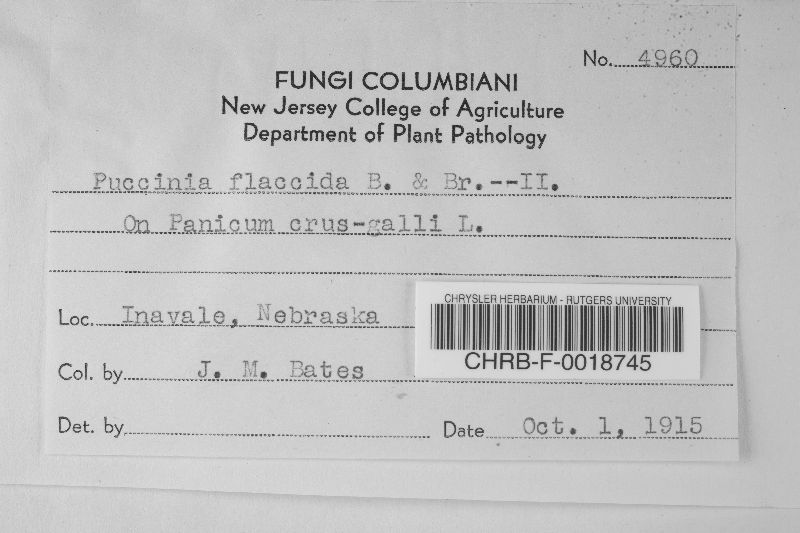 No. 4960
FUNGI COLUMBIANI
New Jersey College of Agriculture
Department of Plant Pathology
Puccinia flaccida B. & Br.--II.
On Panicum crus-galli L.
Loc. Inavale, Nebraska
CHRYSLER HERBARIUM - RUTGERS UNIVERSITY
CHRB-F-0018745
Col. by J. M. Bates
Det. by
Date Oct. 1, 1915